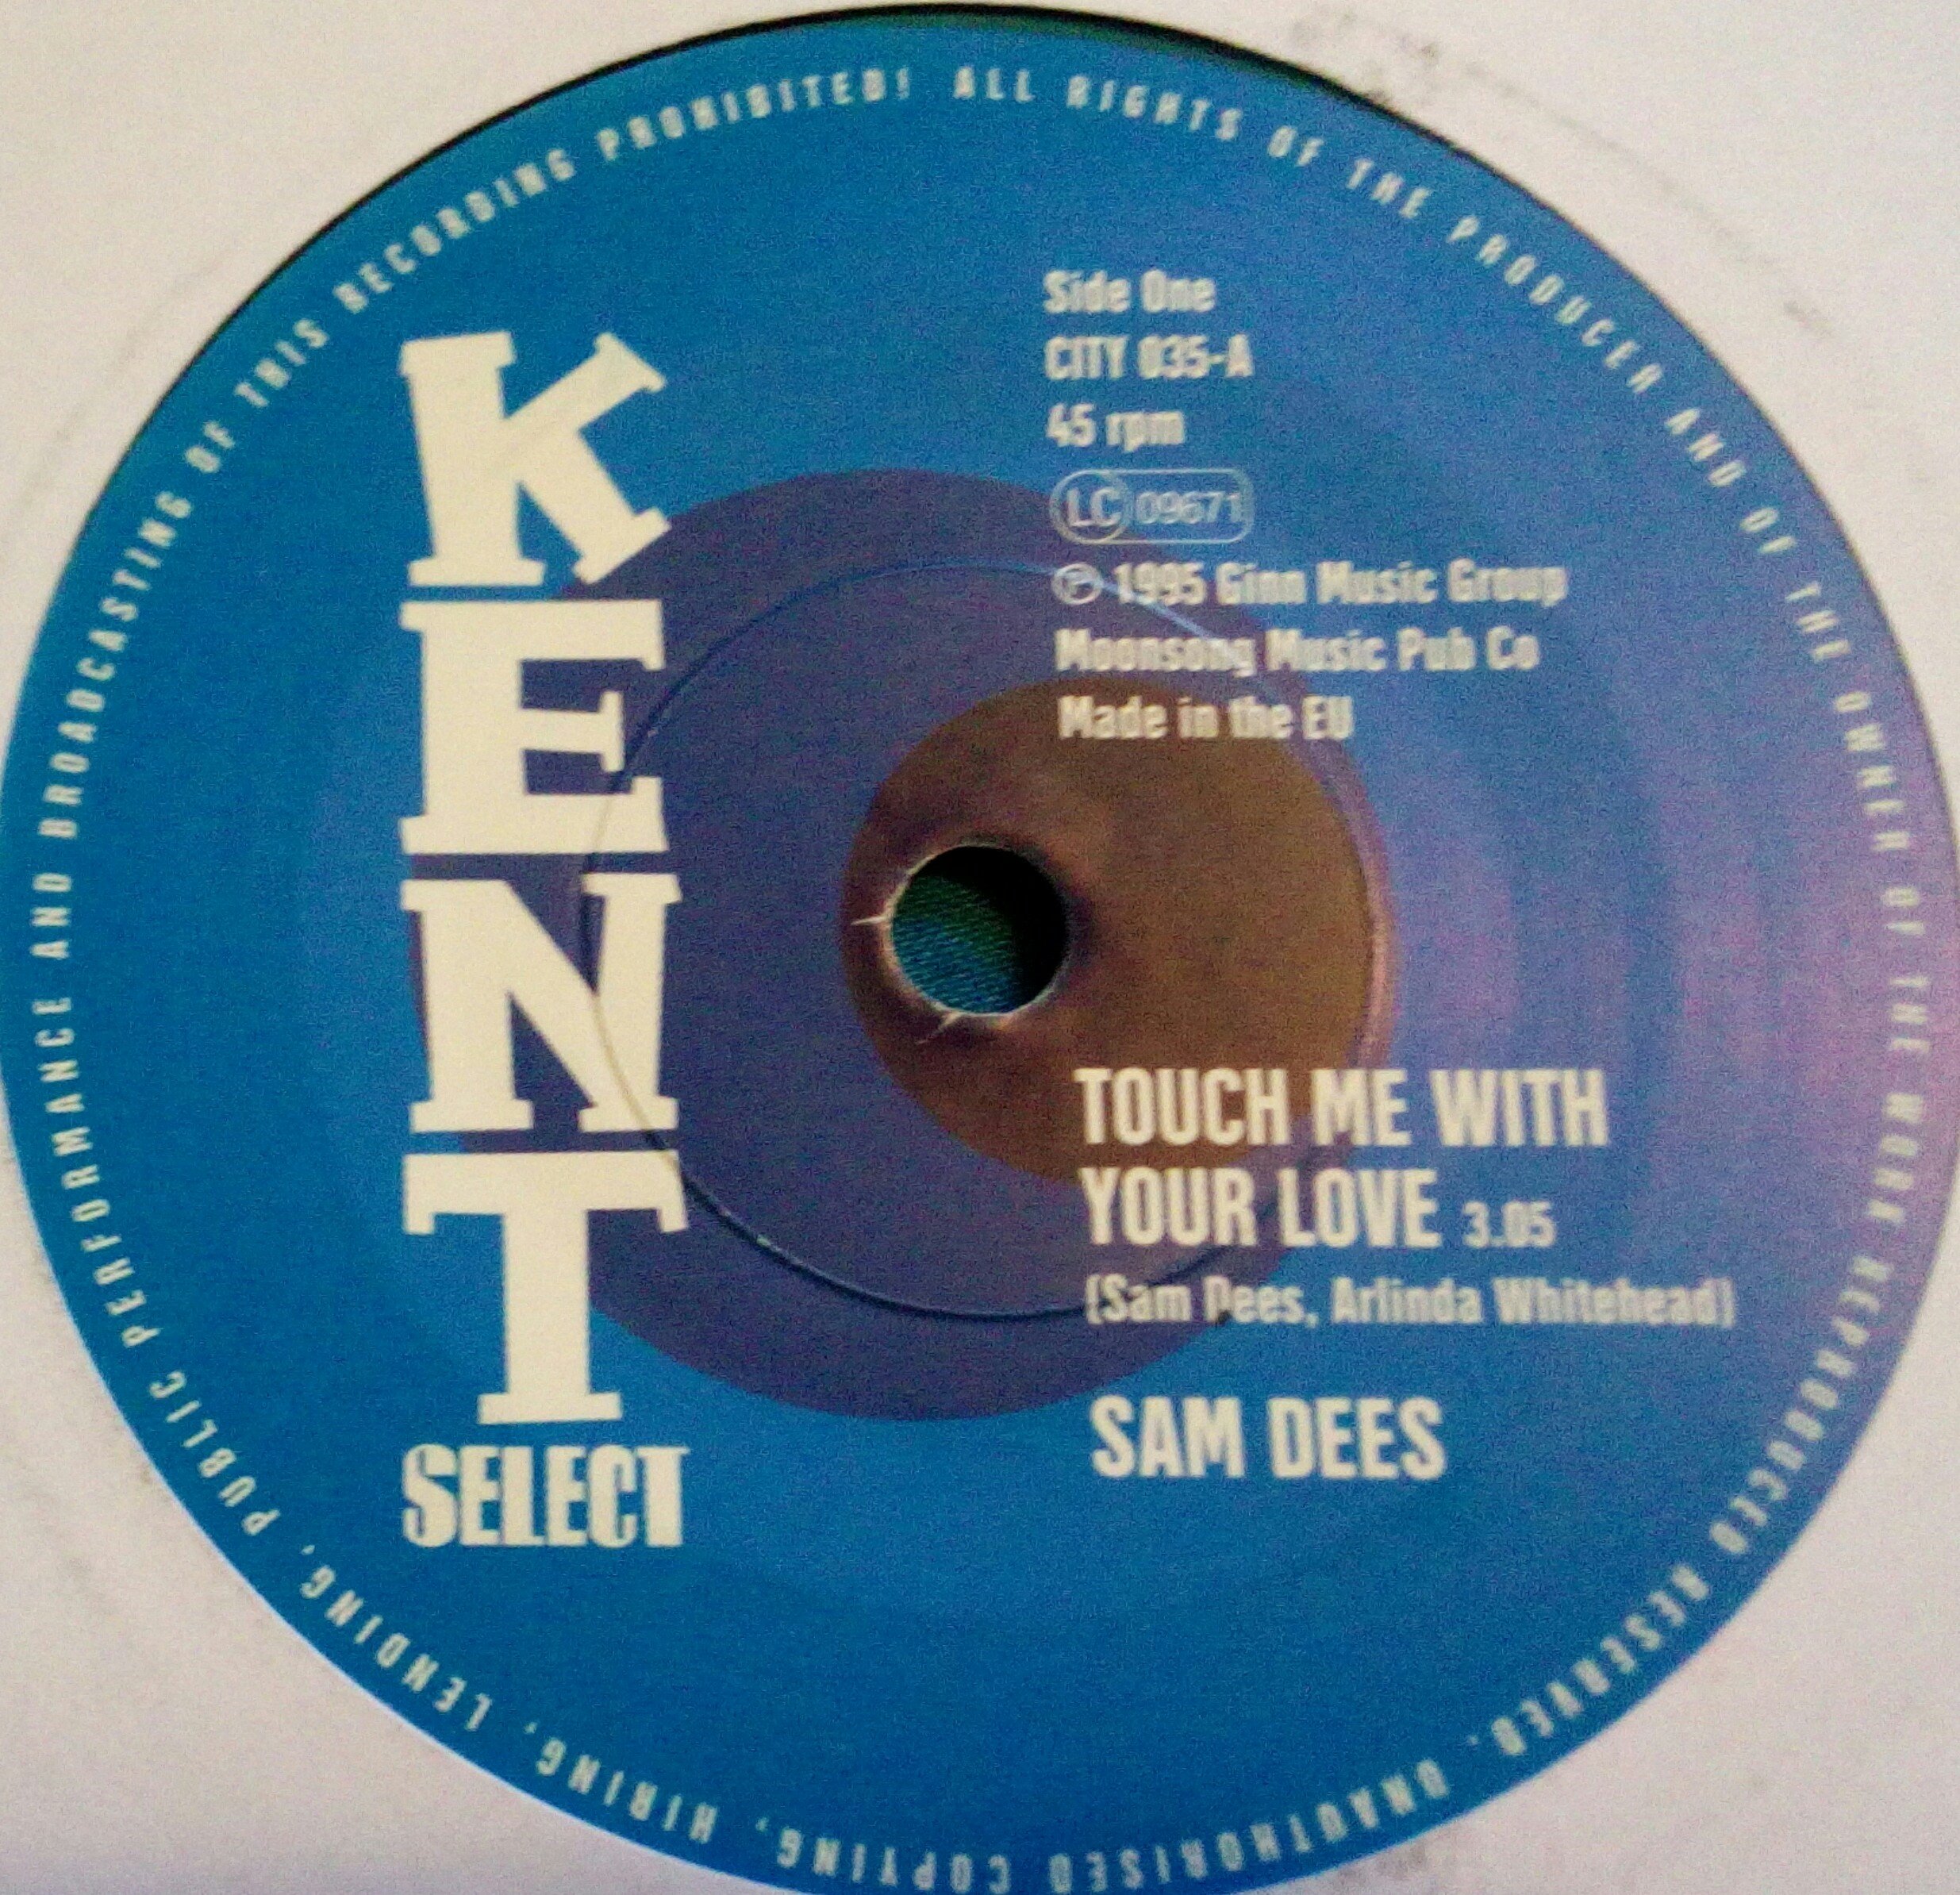 KENT
SELECT
Side One
CITY 035-A
45 rpm
LC 09671
℗ 1995 Ginn Music Group
Moonsong Music Pub Co
Made in the EU
TOUCH ME WITH
YOUR LOVE 3.05
(Sam Dees, Arlinda Whitehead)
SAM DEES
ALL RIGHTS OF THE PRODUCER AND OF THE OWNER OF THE WORK REPRODUCED RESERVED. UNAUTHORISED COPYING, HIRING, LENDING, PUBLIC PERFORMANCE AND BROADCASTING OF THIS RECORDING PROHIBITED!